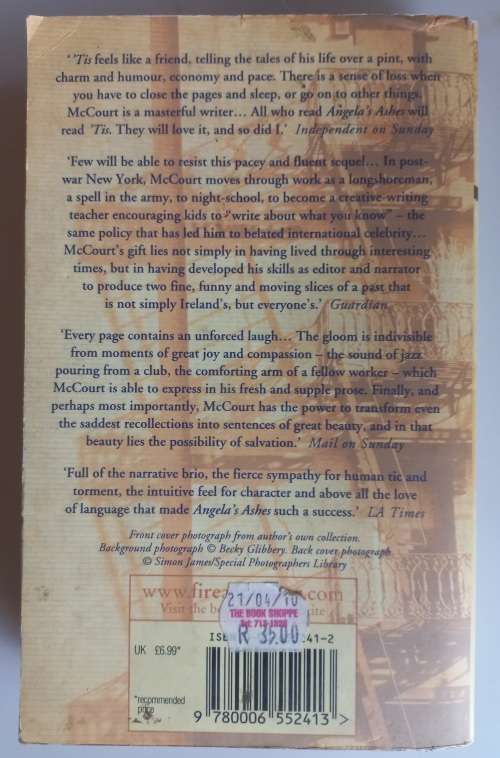 ‘ ’Tis feels like a friend, telling the tales of his life over a pint, with
charm and humour, economy and pace. There is a sense of loss when
you have to close the pages and sleep, or go on to other things.
McCourt is a masterful writer… All who read Angela's Ashes will
read ’Tis. They will love it, and so did I.’ Independent on Sunday
‘Few will be able to resist this pacey and fluent sequel… In post-
war New York, McCourt moves through work as a longshoreman,
a spell in the army, to night-school, to become a creative-writing
teacher encouraging kids to “write about what you know” – the
same policy that has led him to belated international celebrity…
McCourt's gift lies not simply in having lived through interesting
times, but in having developed his skills as editor and narrator
to produce two fine, funny and moving slices of a past that
is not simply Ireland's, but everyone's.’ Guardian
‘Every page contains an unforced laugh… The gloom is indivisible
from moments of great joy and compassion – the sound of jazz
pouring from a club, the comforting arm of a fellow worker – which
McCourt is able to express in his fresh and supple prose. Finally, and
perhaps most importantly, McCourt has the power to transform even
the saddest recollections into sentences of great beauty, and in that
beauty lies the possibility of salvation.’ Mail on Sunday
‘Full of the narrative brio, the fierce sympathy for human tic and
torment, the intuitive feel for character and above all the love
of language that made Angela's Ashes such a success.’ LA Times
Front cover photograph from author's own collection.
Background photograph © Becky Glibbery. Back cover photograph
© Simon James/Special Photographers Library
www.fire .com
Visit the
THE BOOK SHOPPE
R 35.00
ISBN 41-2
UK £6.99*
*recommended
price
9 780006 552413 >